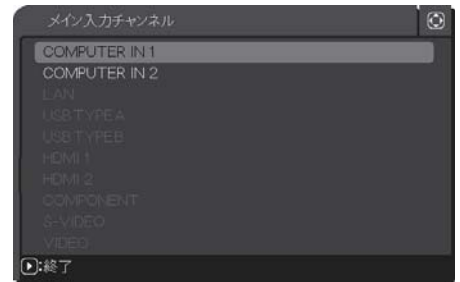 メイン入力チャンネル
COMPUTER IN 1
COMPUTER IN 2
LAN
USB TYPE A
USB TYPE B
HDMI 1
HDMI 2
COMPONENT
S-VIDEO
VIDEO
:終了